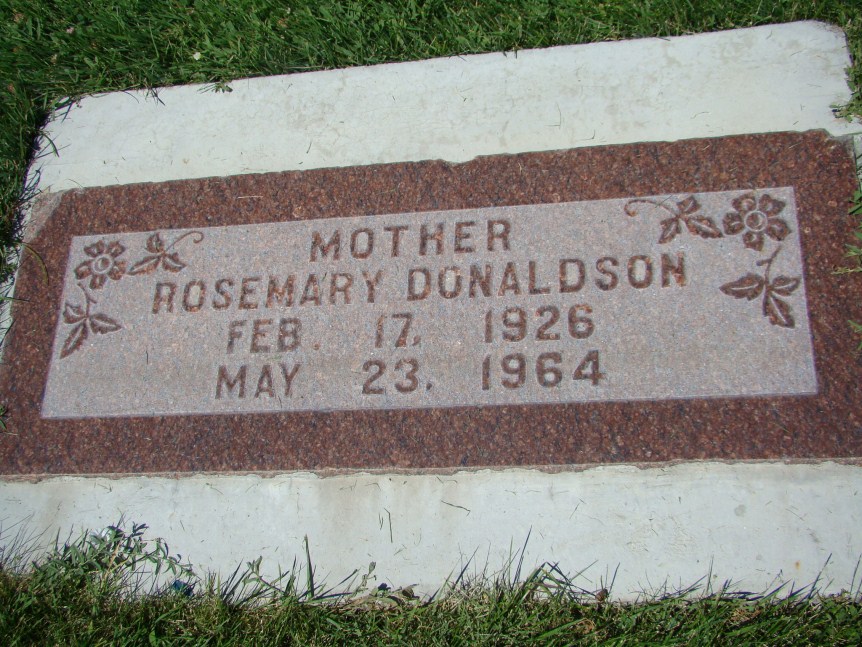 MOTHER
ROSEMARY DONALDSON
FEB. 17, 1926
MAY 23, 1964